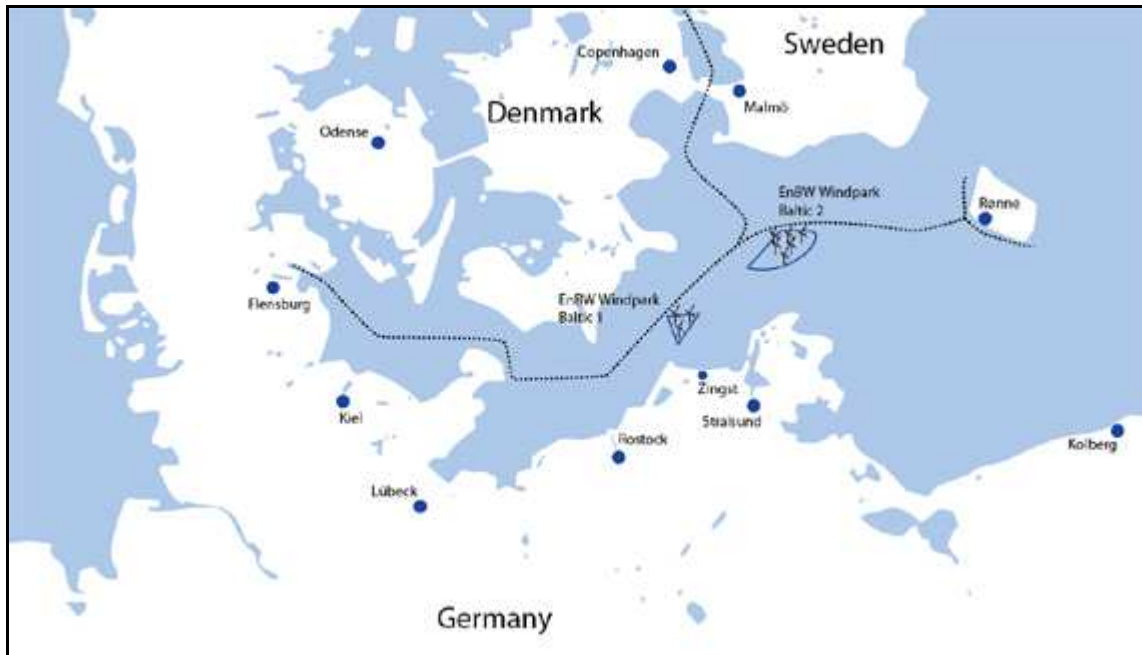 Sweden
Copenhagen
Malmö
Denmark
Odense
EnBW Windpark
Baltic 2
Rønne
Flensburg
EnBW Windpark
Baltic 1
Zingst
Kiel
Stralsund
Rostock
Kolberg
Lübeck
Germany